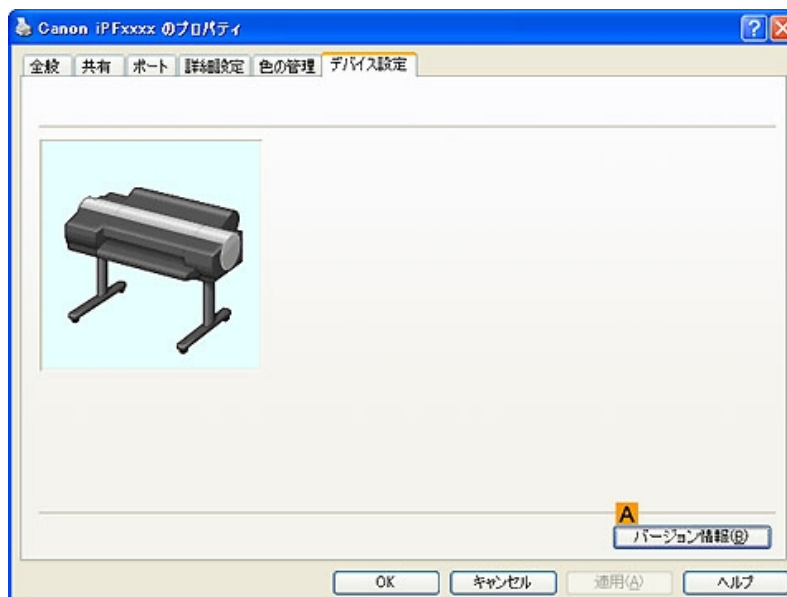 Canon iPFxxxx のプロパティ
全般 共有 ポート 詳細設定 色の管理 デバイス設定
A
バージョン情報(B)
OK キャンセル 適用(A) ヘルプ